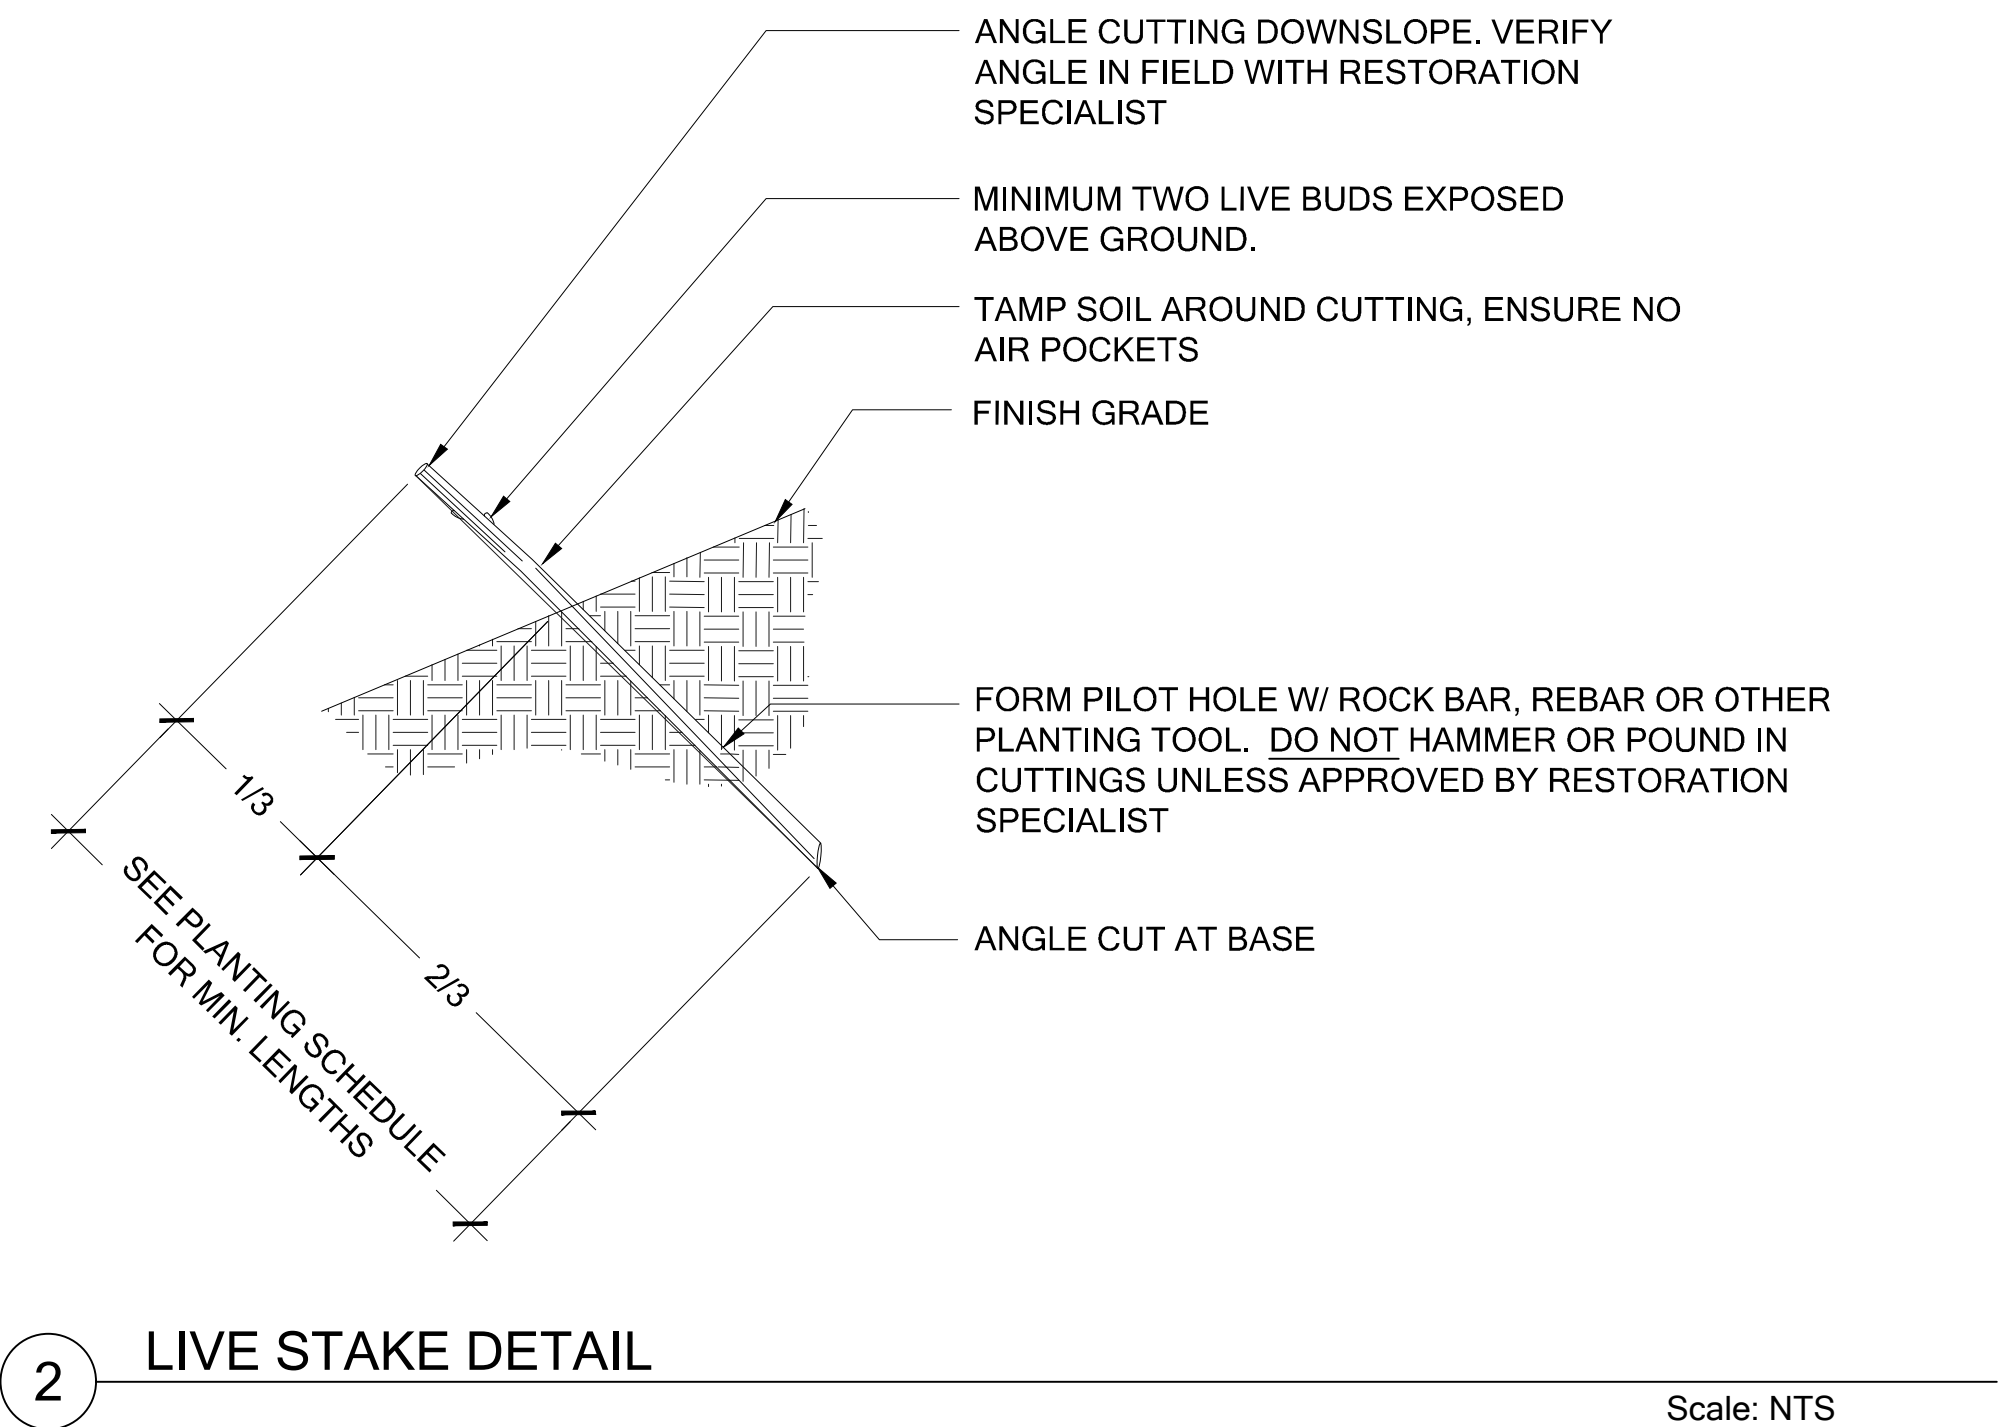 ANGLE CUTTING DOWNSLOPE. VERIFY
ANGLE IN FIELD WITH RESTORATION
SPECIALIST
MINIMUM TWO LIVE BUDS EXPOSED
ABOVE GROUND.
TAMP SOIL AROUND CUTTING, ENSURE NO
AIR POCKETS
FINISH GRADE
FORM PILOT HOLE W/ ROCK BAR, REBAR OR OTHER
PLANTING TOOL. DO NOT HAMMER OR POUND IN
CUTTINGS UNLESS APPROVED BY RESTORATION
SPECIALIST
ANGLE CUT AT BASE
1/3
2/3
SEE PLANTING SCHEDULE
FOR MIN. LENGTHS
2
LIVE STAKE DETAIL
Scale: NTS